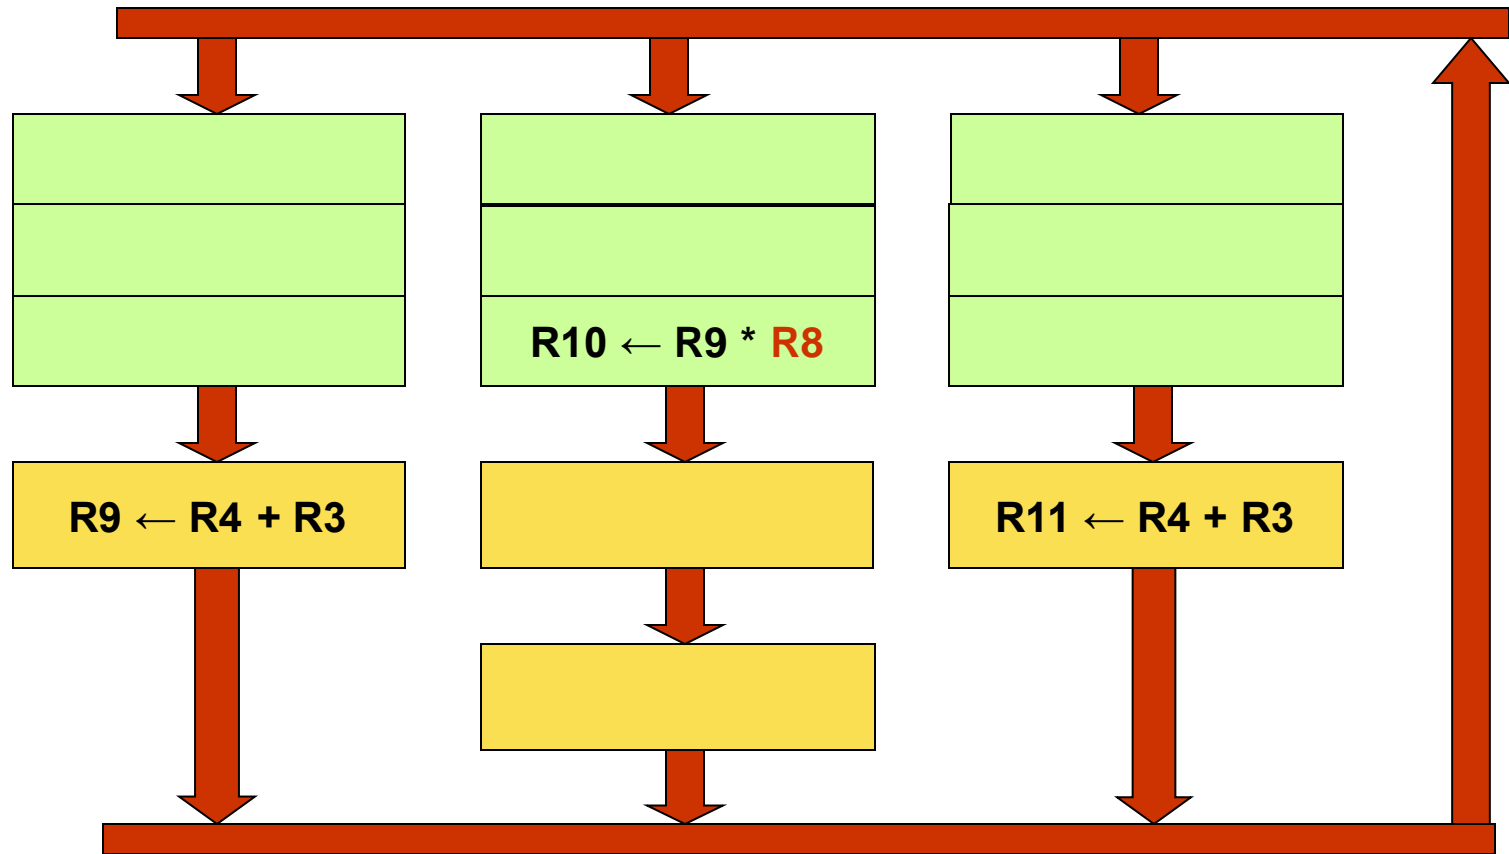 R10 ← R9 * R8
R9 ← R4 + R3
R11 ← R4 + R3